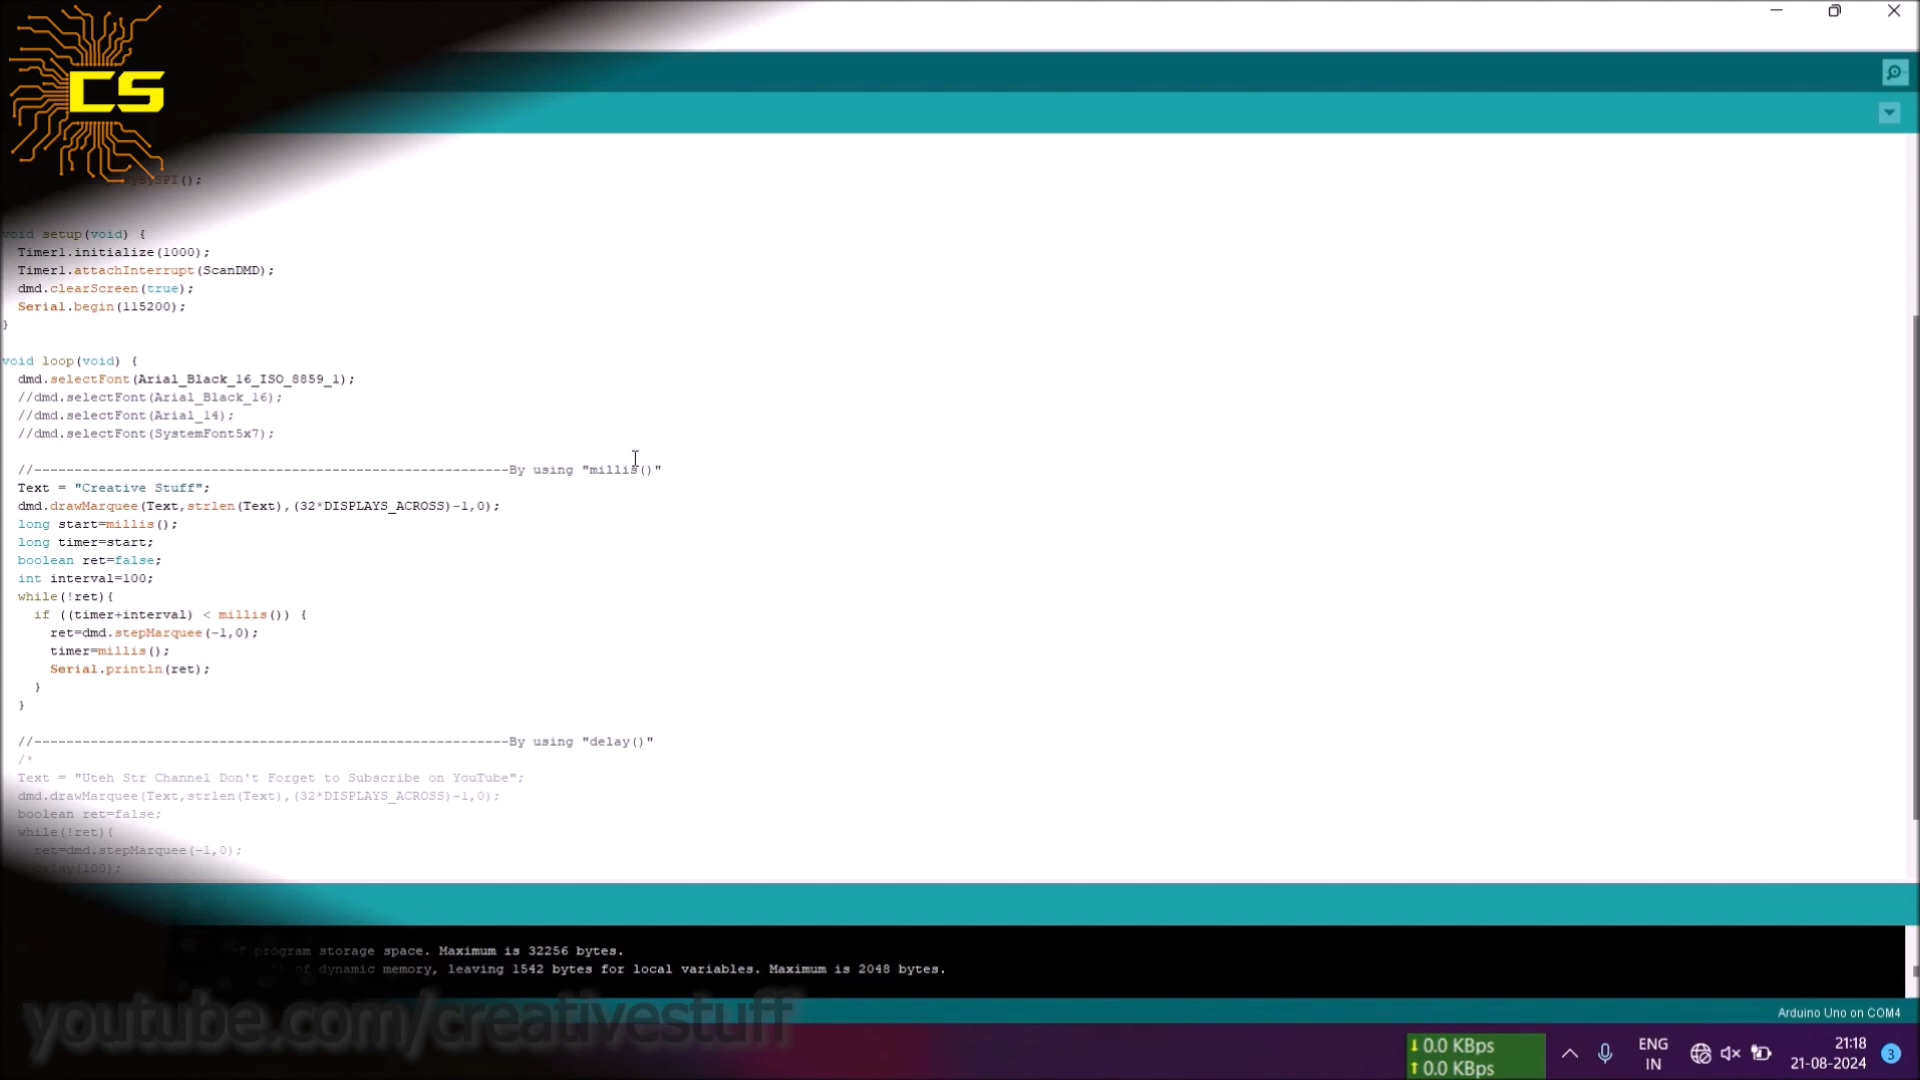 CS
ySPI();
void setup(void) {
Timer1.initialize(1000);
Timer1.attachInterrupt(ScanDMD);
dmd.clearScreen(true);
Serial.begin(115200);
}
void loop(void) {
dmd.selectFont(Arial_Black_16_ISO_8859_1);
//dmd.selectFont(Arial_Black_16);
//dmd.selectFont(Arial_14);
//dmd.selectFont(SystemFont5x7);
//-----------------------------------------------------------By using "millis()"
Text = "Creative Stuff";
dmd.drawMarquee(Text,strlen(Text),(32*DISPLAYS_ACROSS)-1,0);
long start=millis();
long timer=start;
boolean ret=false;
int interval=100;
while(!ret){
if ((timer+interval) < millis()) {
ret=dmd.stepMarquee(-1,0);
timer=millis();
Serial.println(ret);
}
}
//-----------------------------------------------------------By using "delay()"
/*
Text = "Uteh Str Channel Don't Forget to Subscribe on YouTube";
dmd.drawMarquee(Text,strlen(Text),(32*DISPLAYS_ACROSS)-1,0);
boolean ret=false;
while(!ret){
ret=dmd.stepMarquee(-1,0);
delay(100);
program storage space. Maximum is 32256 bytes.
of dynamic memory, leaving 1542 bytes for local variables. Maximum is 2048 bytes.
youtube.com/creativestuff
Arduino Uno on COM4
↓ 0.0 KBps
↑ 0.0 KBps
ENG
IN
21:18
21-08-2024
3